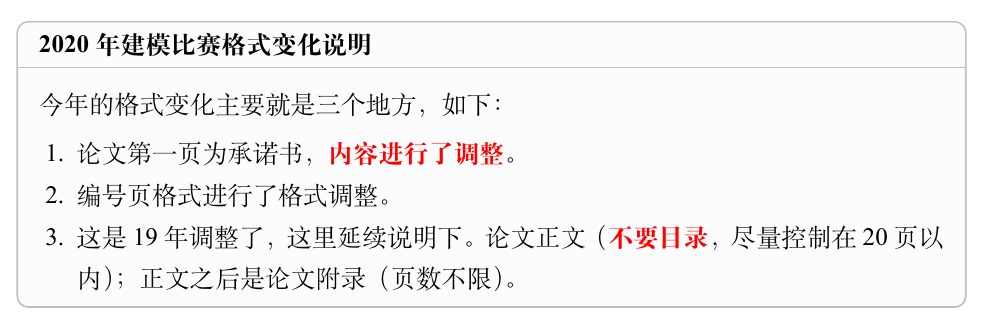 2020 年建模比赛格式变化说明
今年的格式变化主要就是三个地方，如下：
1. 论文第一页为承诺书，内容进行了调整。
2. 编号页格式进行了格式调整。
3. 这是 19 年调整了，这里延续说明下。论文正文（不要目录，尽量控制在 20 页以
内）；正文之后是论文附录（页数不限）。